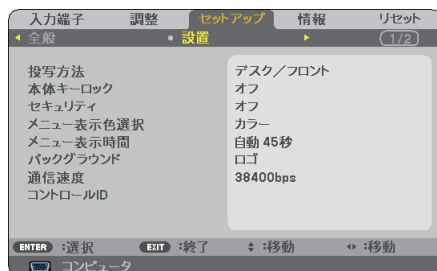 入力端子 調整 セットアップ 情報 リセット
全般 設置 1/2
投写方法 デスク／フロント
本体キーロック オフ
セキュリティ オフ
メニュー表示色選択 カラー
メニュー表示時間 自動 45秒
バックグラウンド ロゴ
通信速度 38400bps
コントロールID
ENTER :選択 EXIT :終了 :移動 :移動
コンピュータ